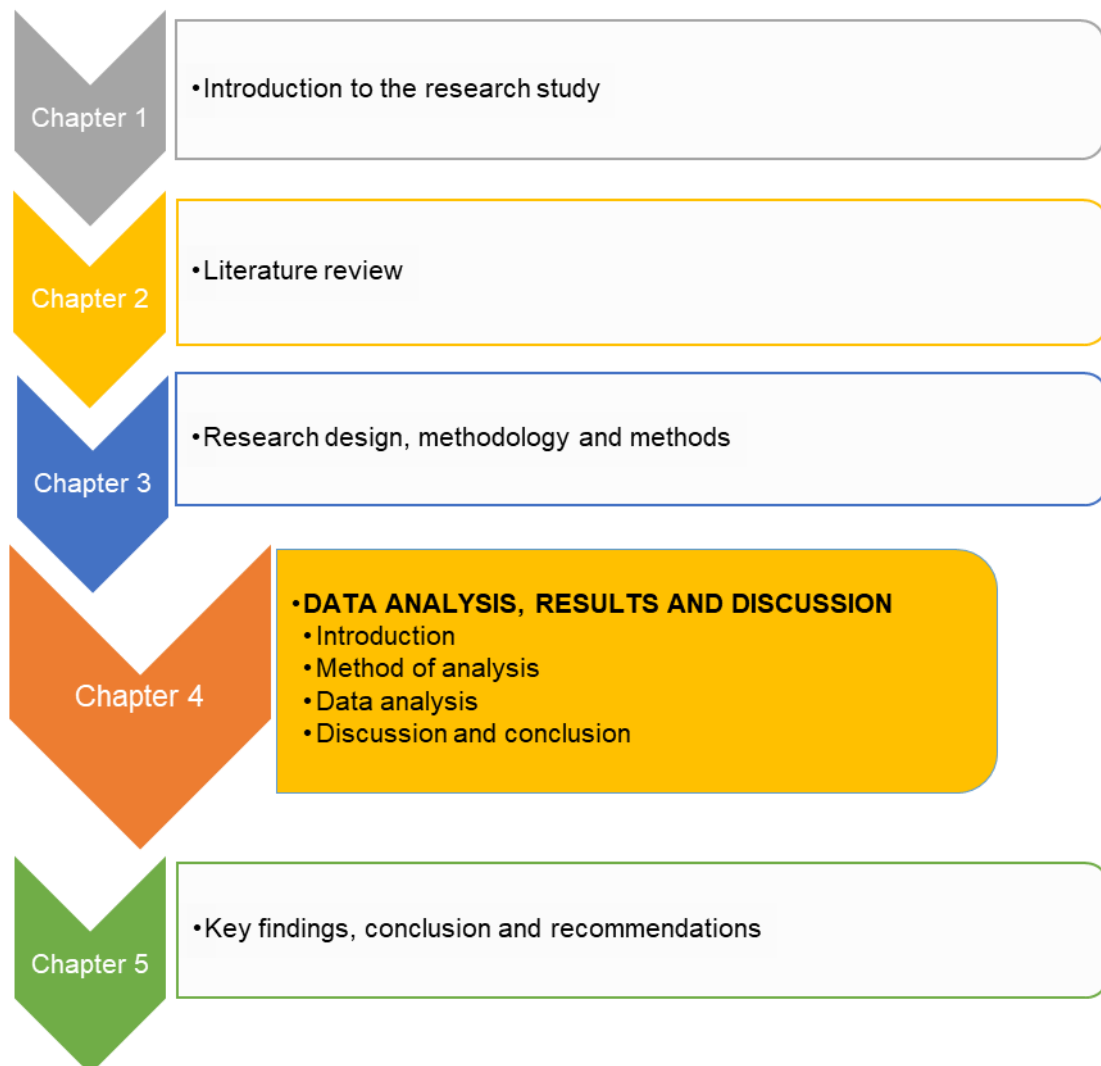 Chapter 1
•Introduction to the research study
Chapter 2
•Literature review
Chapter 3
•Research design, methodology and methods
Chapter 4
•DATA ANALYSIS, RESULTS AND DISCUSSION
•Introduction
•Method of analysis
•Data analysis
•Discussion and conclusion
Chapter 5
•Key findings, conclusion and recommendations